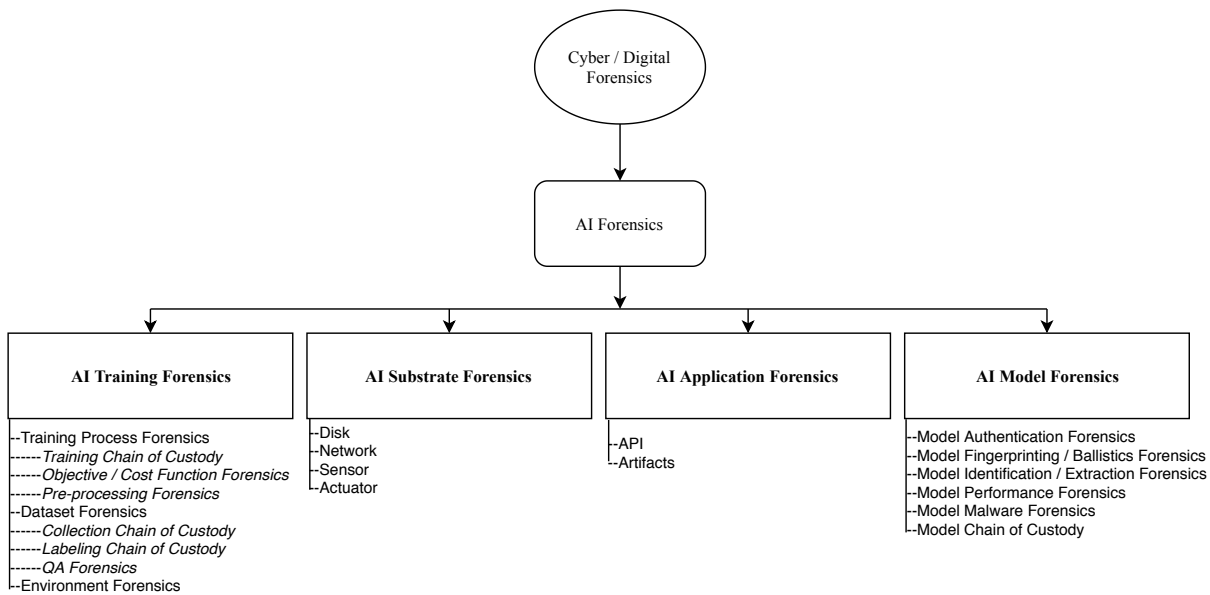 Cyber / Digital
Forensics
AI Forensics
AI Training Forensics
--Training Process Forensics
------Training Chain of Custody
------Objective / Cost Function Forensics
------Pre-processing Forensics
--Dataset Forensics
------Collection Chain of Custody
------Labeling Chain of Custody
------QA Forensics
--Environment Forensics
AI Substrate Forensics
--Disk
--Network
--Sensor
--Actuator
AI Application Forensics
--API
--Artifacts
AI Model Forensics
--Model Authentication Forensics
--Model Fingerprinting / Ballistics Forensics
--Model Identification / Extraction Forensics
--Model Performance Forensics
--Model Malware Forensics
--Model Chain of Custody